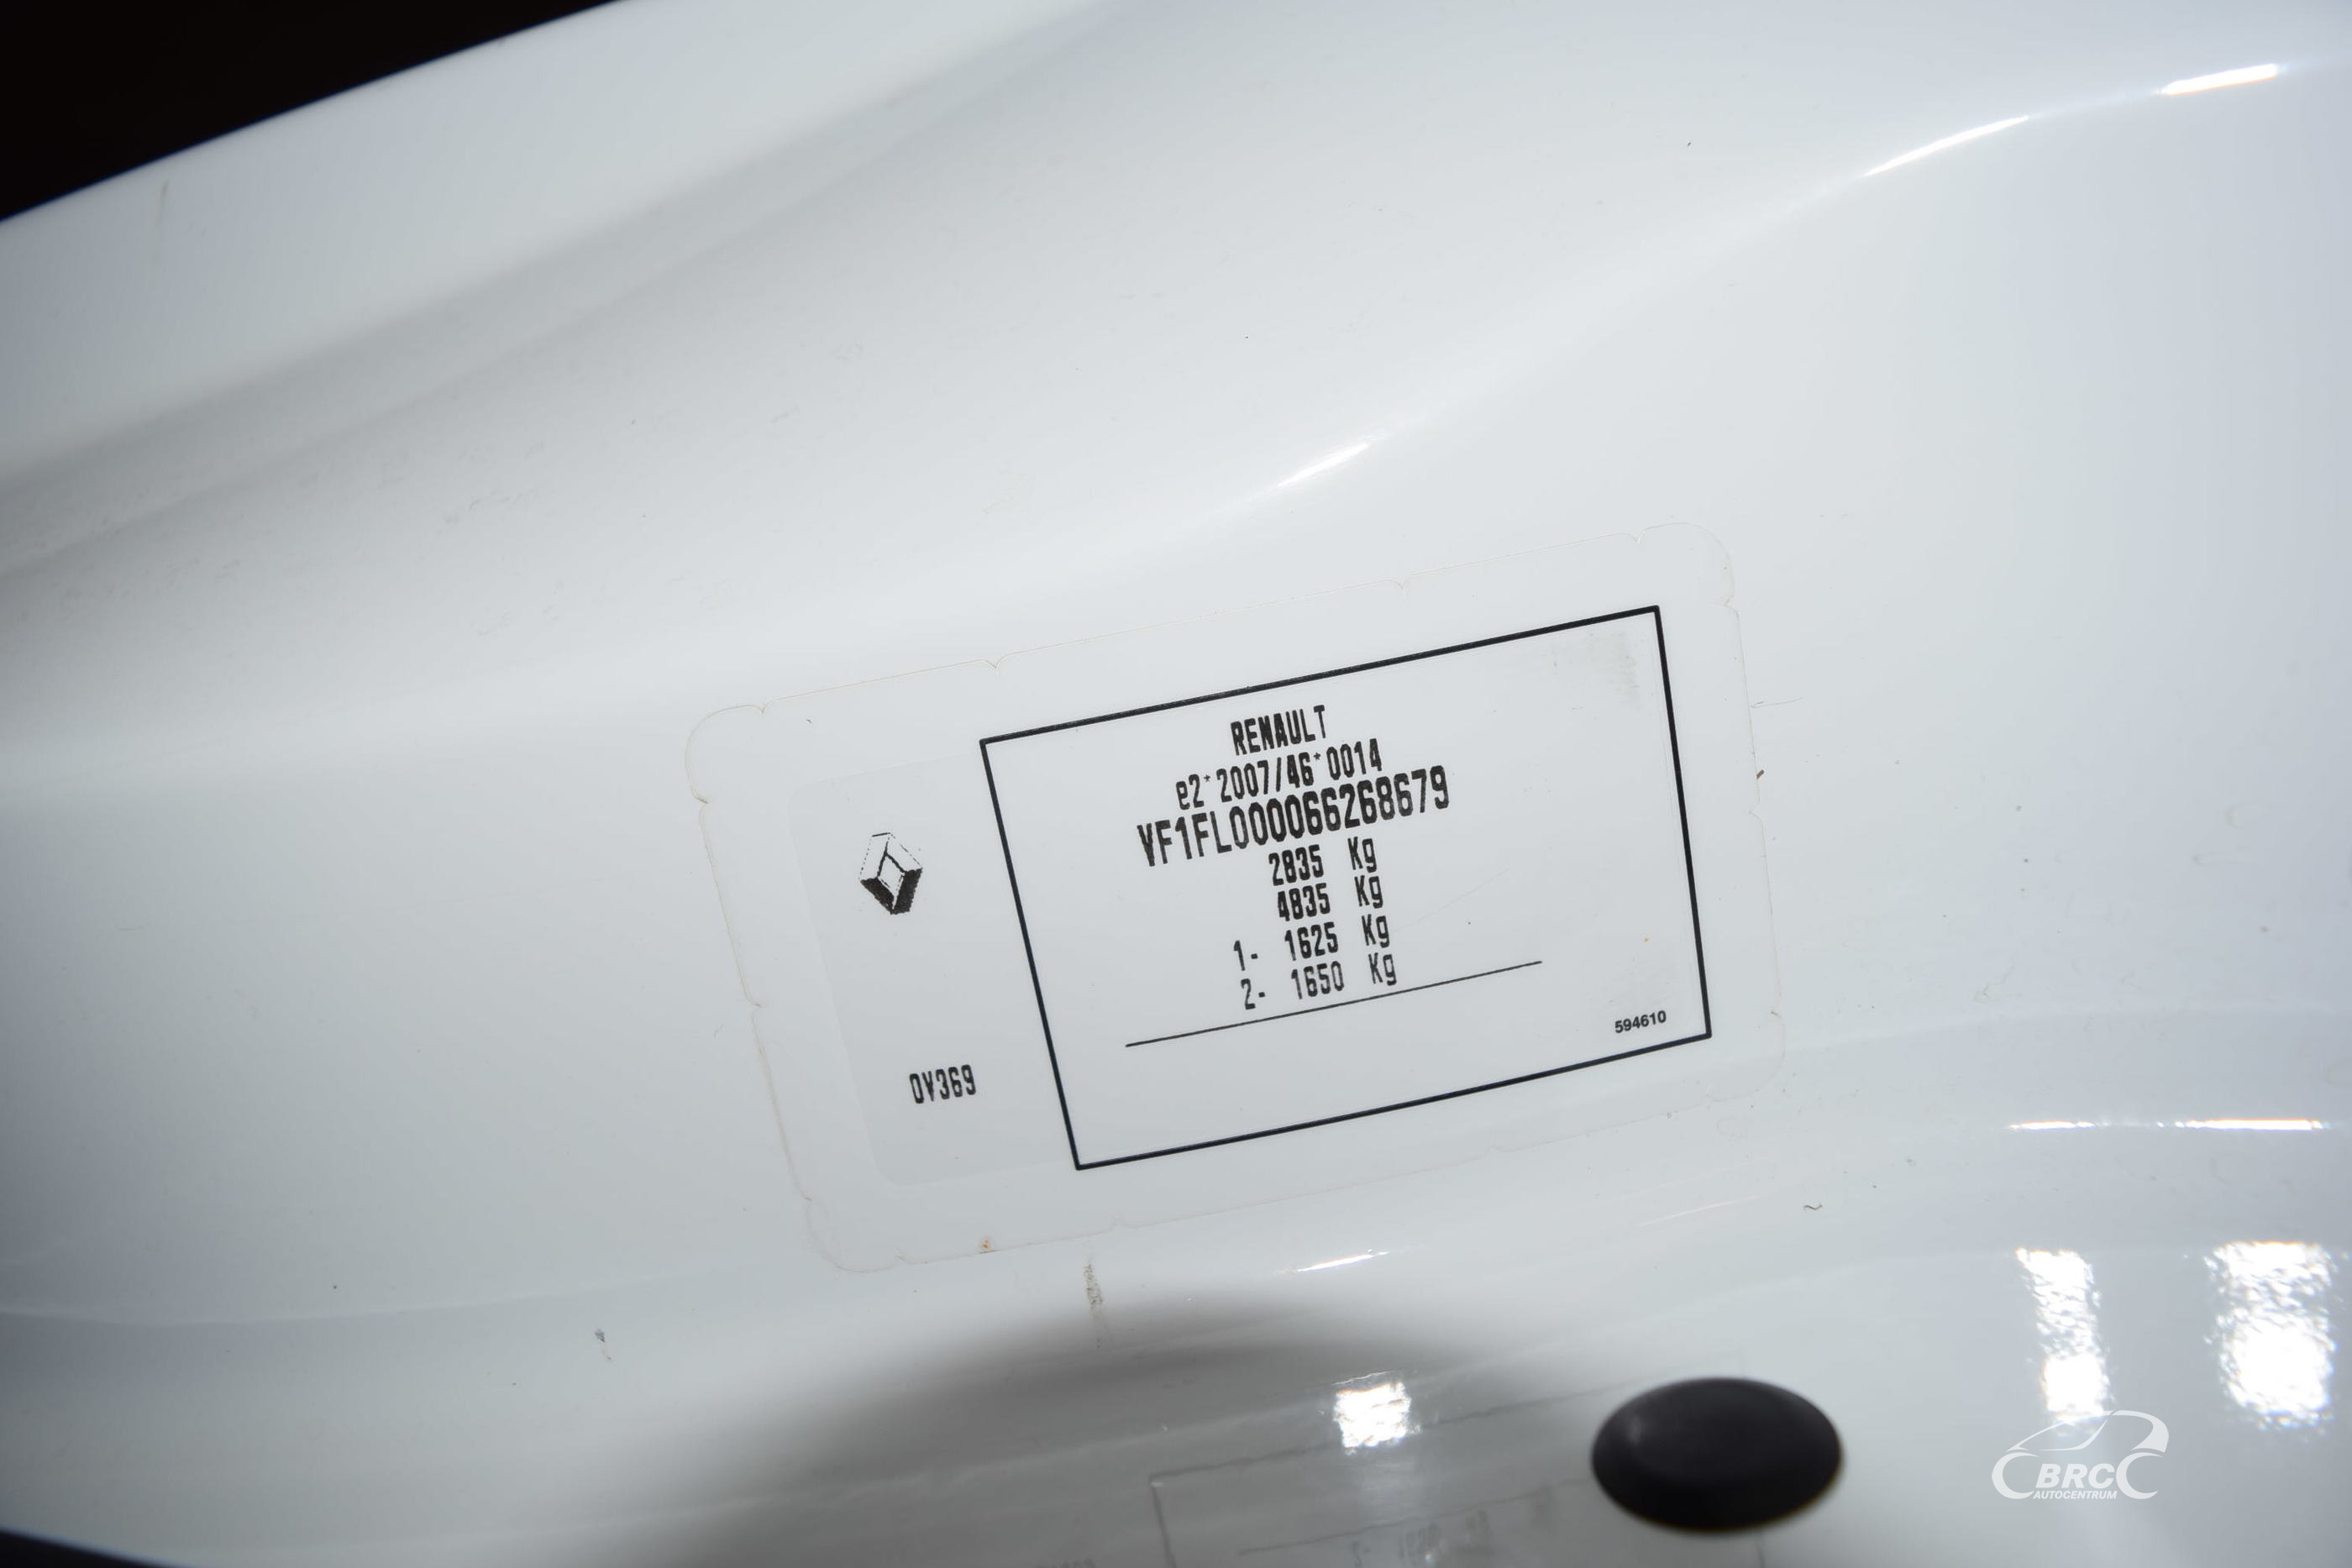 RENAULT
e2*2007/46*0014
VF1FL000066268679
2835 Kg
4835 Kg
1- 1625 Kg
2- 1650 Kg
594610
OV369
BRC
AUTOCENTRUM